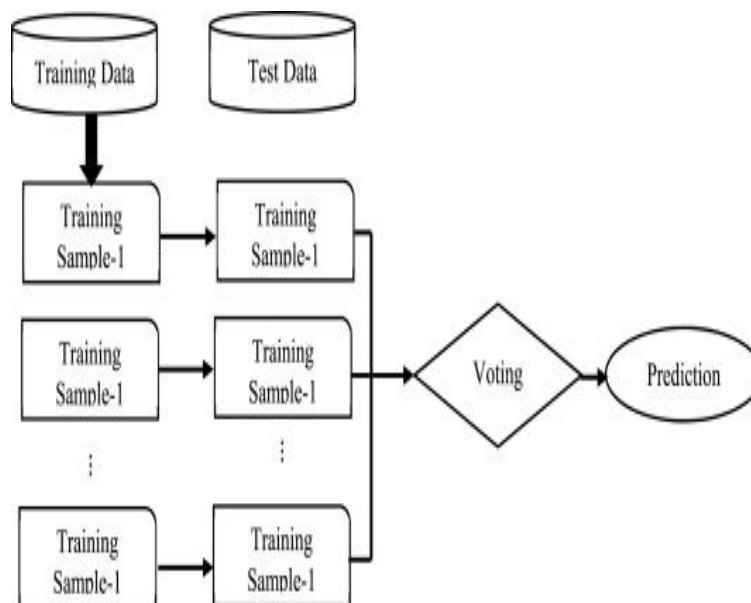 Training Data
Test Data
Training
Sample-1
Training
Sample-1
Training
Sample-1
Training
Sample-1
Voting
Prediction
Training
Sample-1
Training
Sample-1